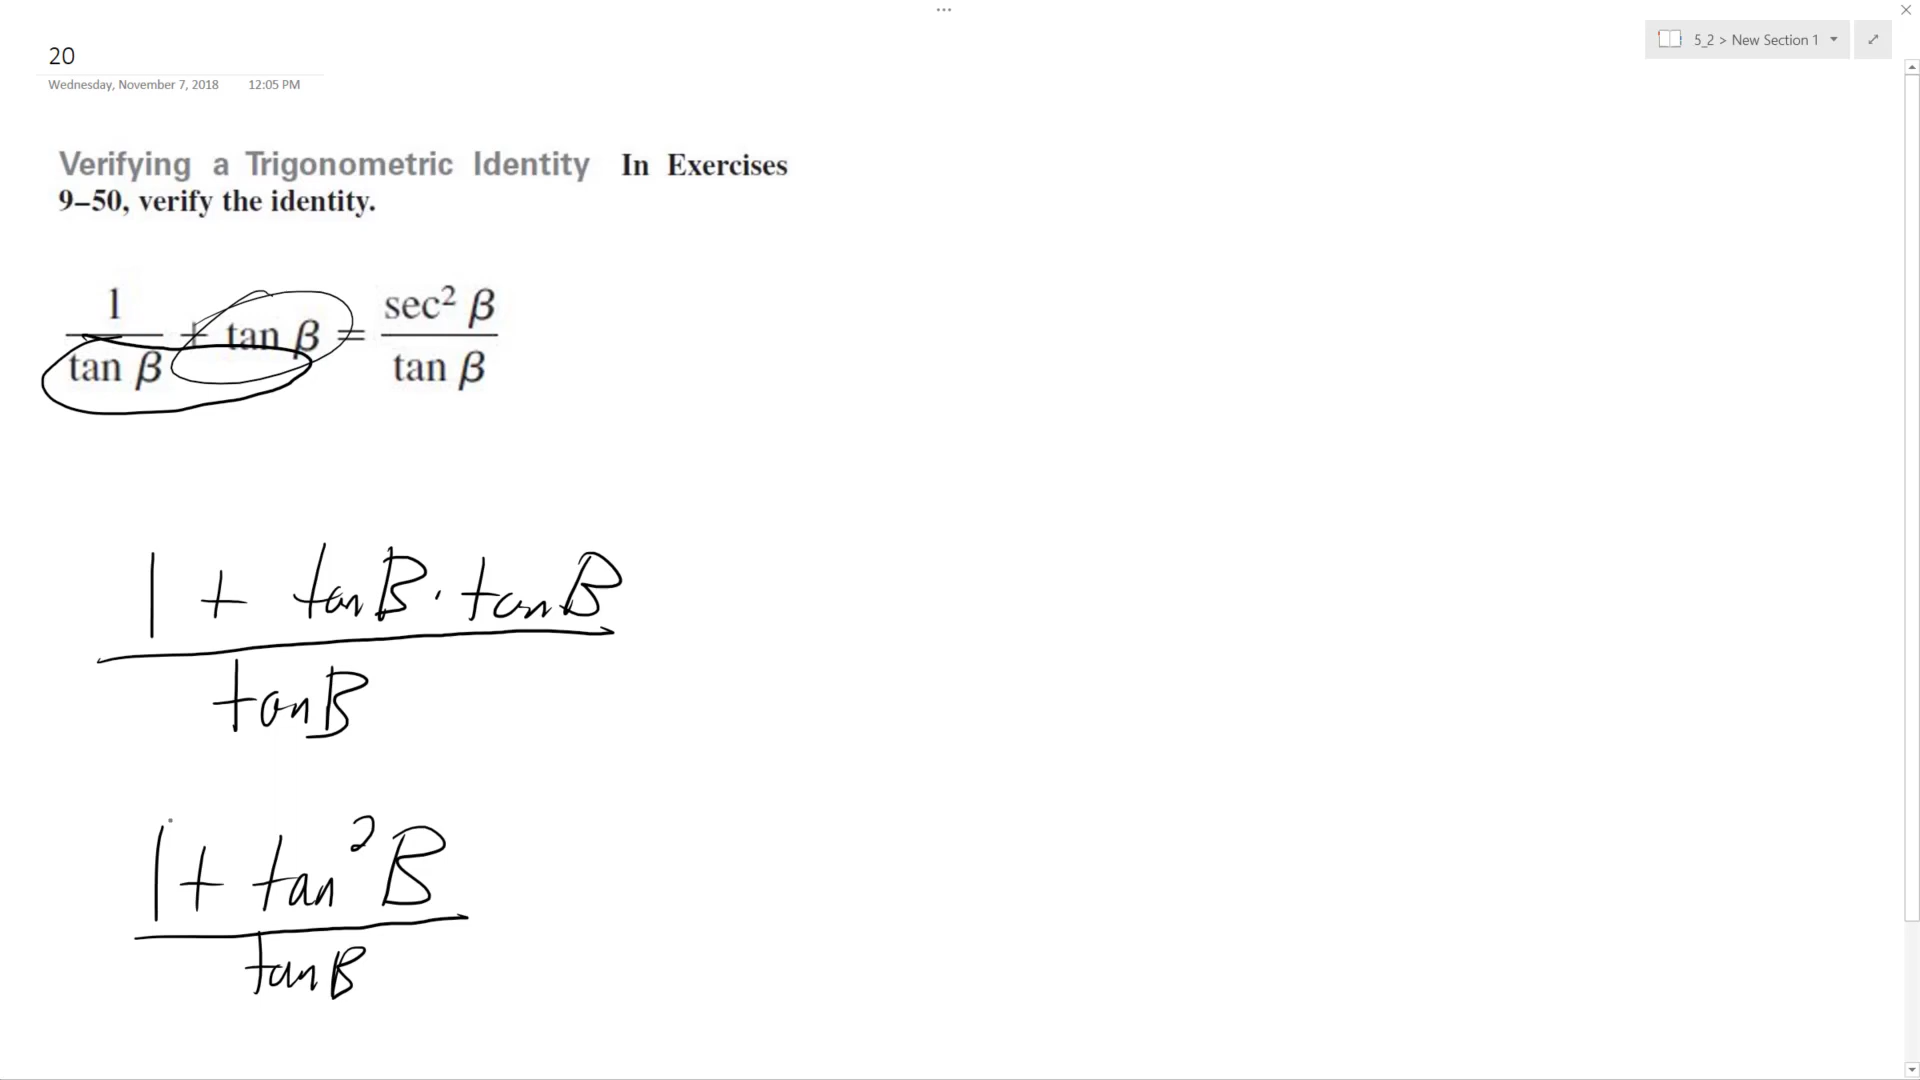 5_2 > New Section 1
20
Wednesday, November 7, 2018 12:05 PM
Verifying a Trigonometric Identity In Exercises
9–50, verify the identity.
1/tan β + tan β = sec² β/tan β
1 + tanB · tanB
tanB
1 + tan² B
tanB